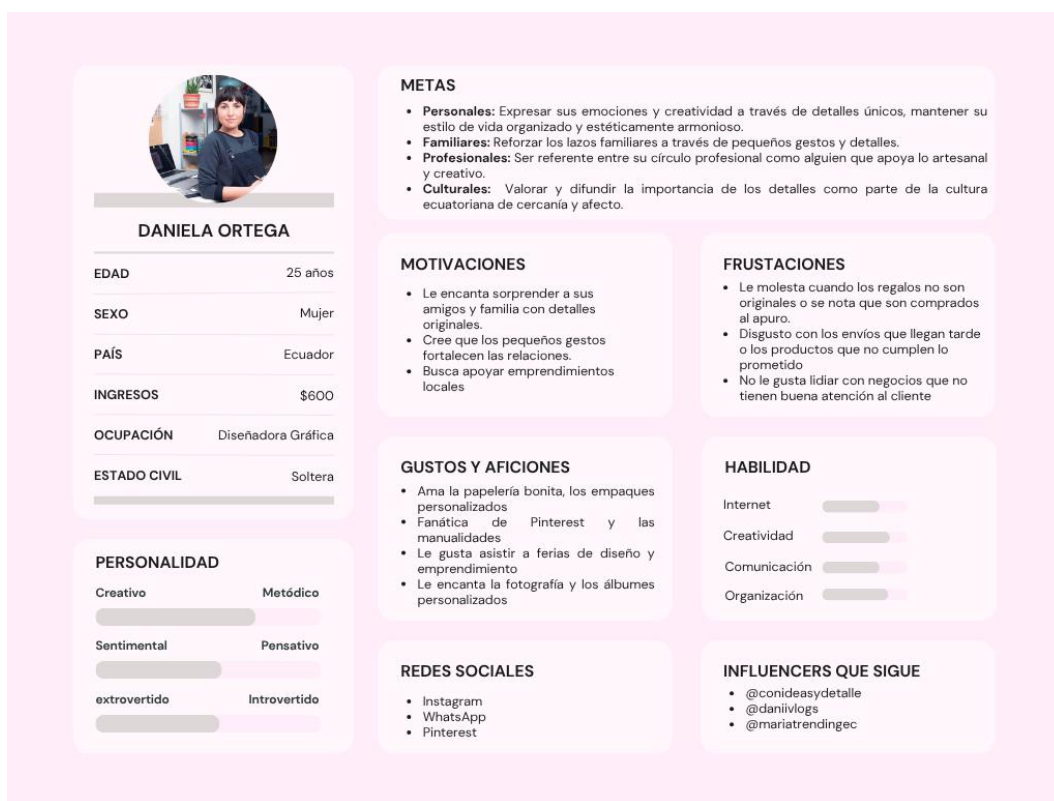 DANIELA ORTEGA
EDAD 25 años
SEXO Mujer
PAÍS Ecuador
INGRESOS $600
OCUPACIÓN Diseñadora Gráfica
ESTADO CIVIL Soltera
PERSONALIDAD
Creativo Metódico
Sentimental Pensativo
extrovertido Introvertido
METAS
• Personales: Expresar sus emociones y creatividad a través de detalles únicos, mantener su
estilo de vida organizado y estéticamente armonioso.
• Familiares: Reforzar los lazos familiares a través de pequeños gestos y detalles.
• Profesionales: Ser referente entre su círculo profesional como alguien que apoya lo artesanal
y creativo.
• Culturales: Valorar y difundir la importancia de los detalles como parte de la cultura
ecuatoriana de cercanía y afecto.
MOTIVACIONES
• Le encanta sorprender a sus
amigos y familia con detalles
originales.
• Cree que los pequeños gestos
fortalecen las relaciones.
• Busca apoyar emprendimientos
locales
FRUSTACIONES
• Le molesta cuando los regalos no son
originales o se nota que son comprados
al apuro.
• Disgusto con los envíos que llegan tarde
o los productos que no cumplen lo
prometido
• No le gusta lidiar con negocios que no
tienen buena atención al cliente
GUSTOS Y AFICIONES
• Ama la papelería bonita, los empaques
personalizados
• Fanática de Pinterest y las
manualidades
• Le gusta asistir a ferias de diseño y
emprendimiento
• Le encanta la fotografía y los álbumes
personalizados
HABILIDAD
Internet
Creatividad
Comunicación
Organización
REDES SOCIALES
• Instagram
• WhatsApp
• Pinterest
INFLUENCERS QUE SIGUE
• @conideasydetalle
• @daniivlogs
• @mariatrendingec